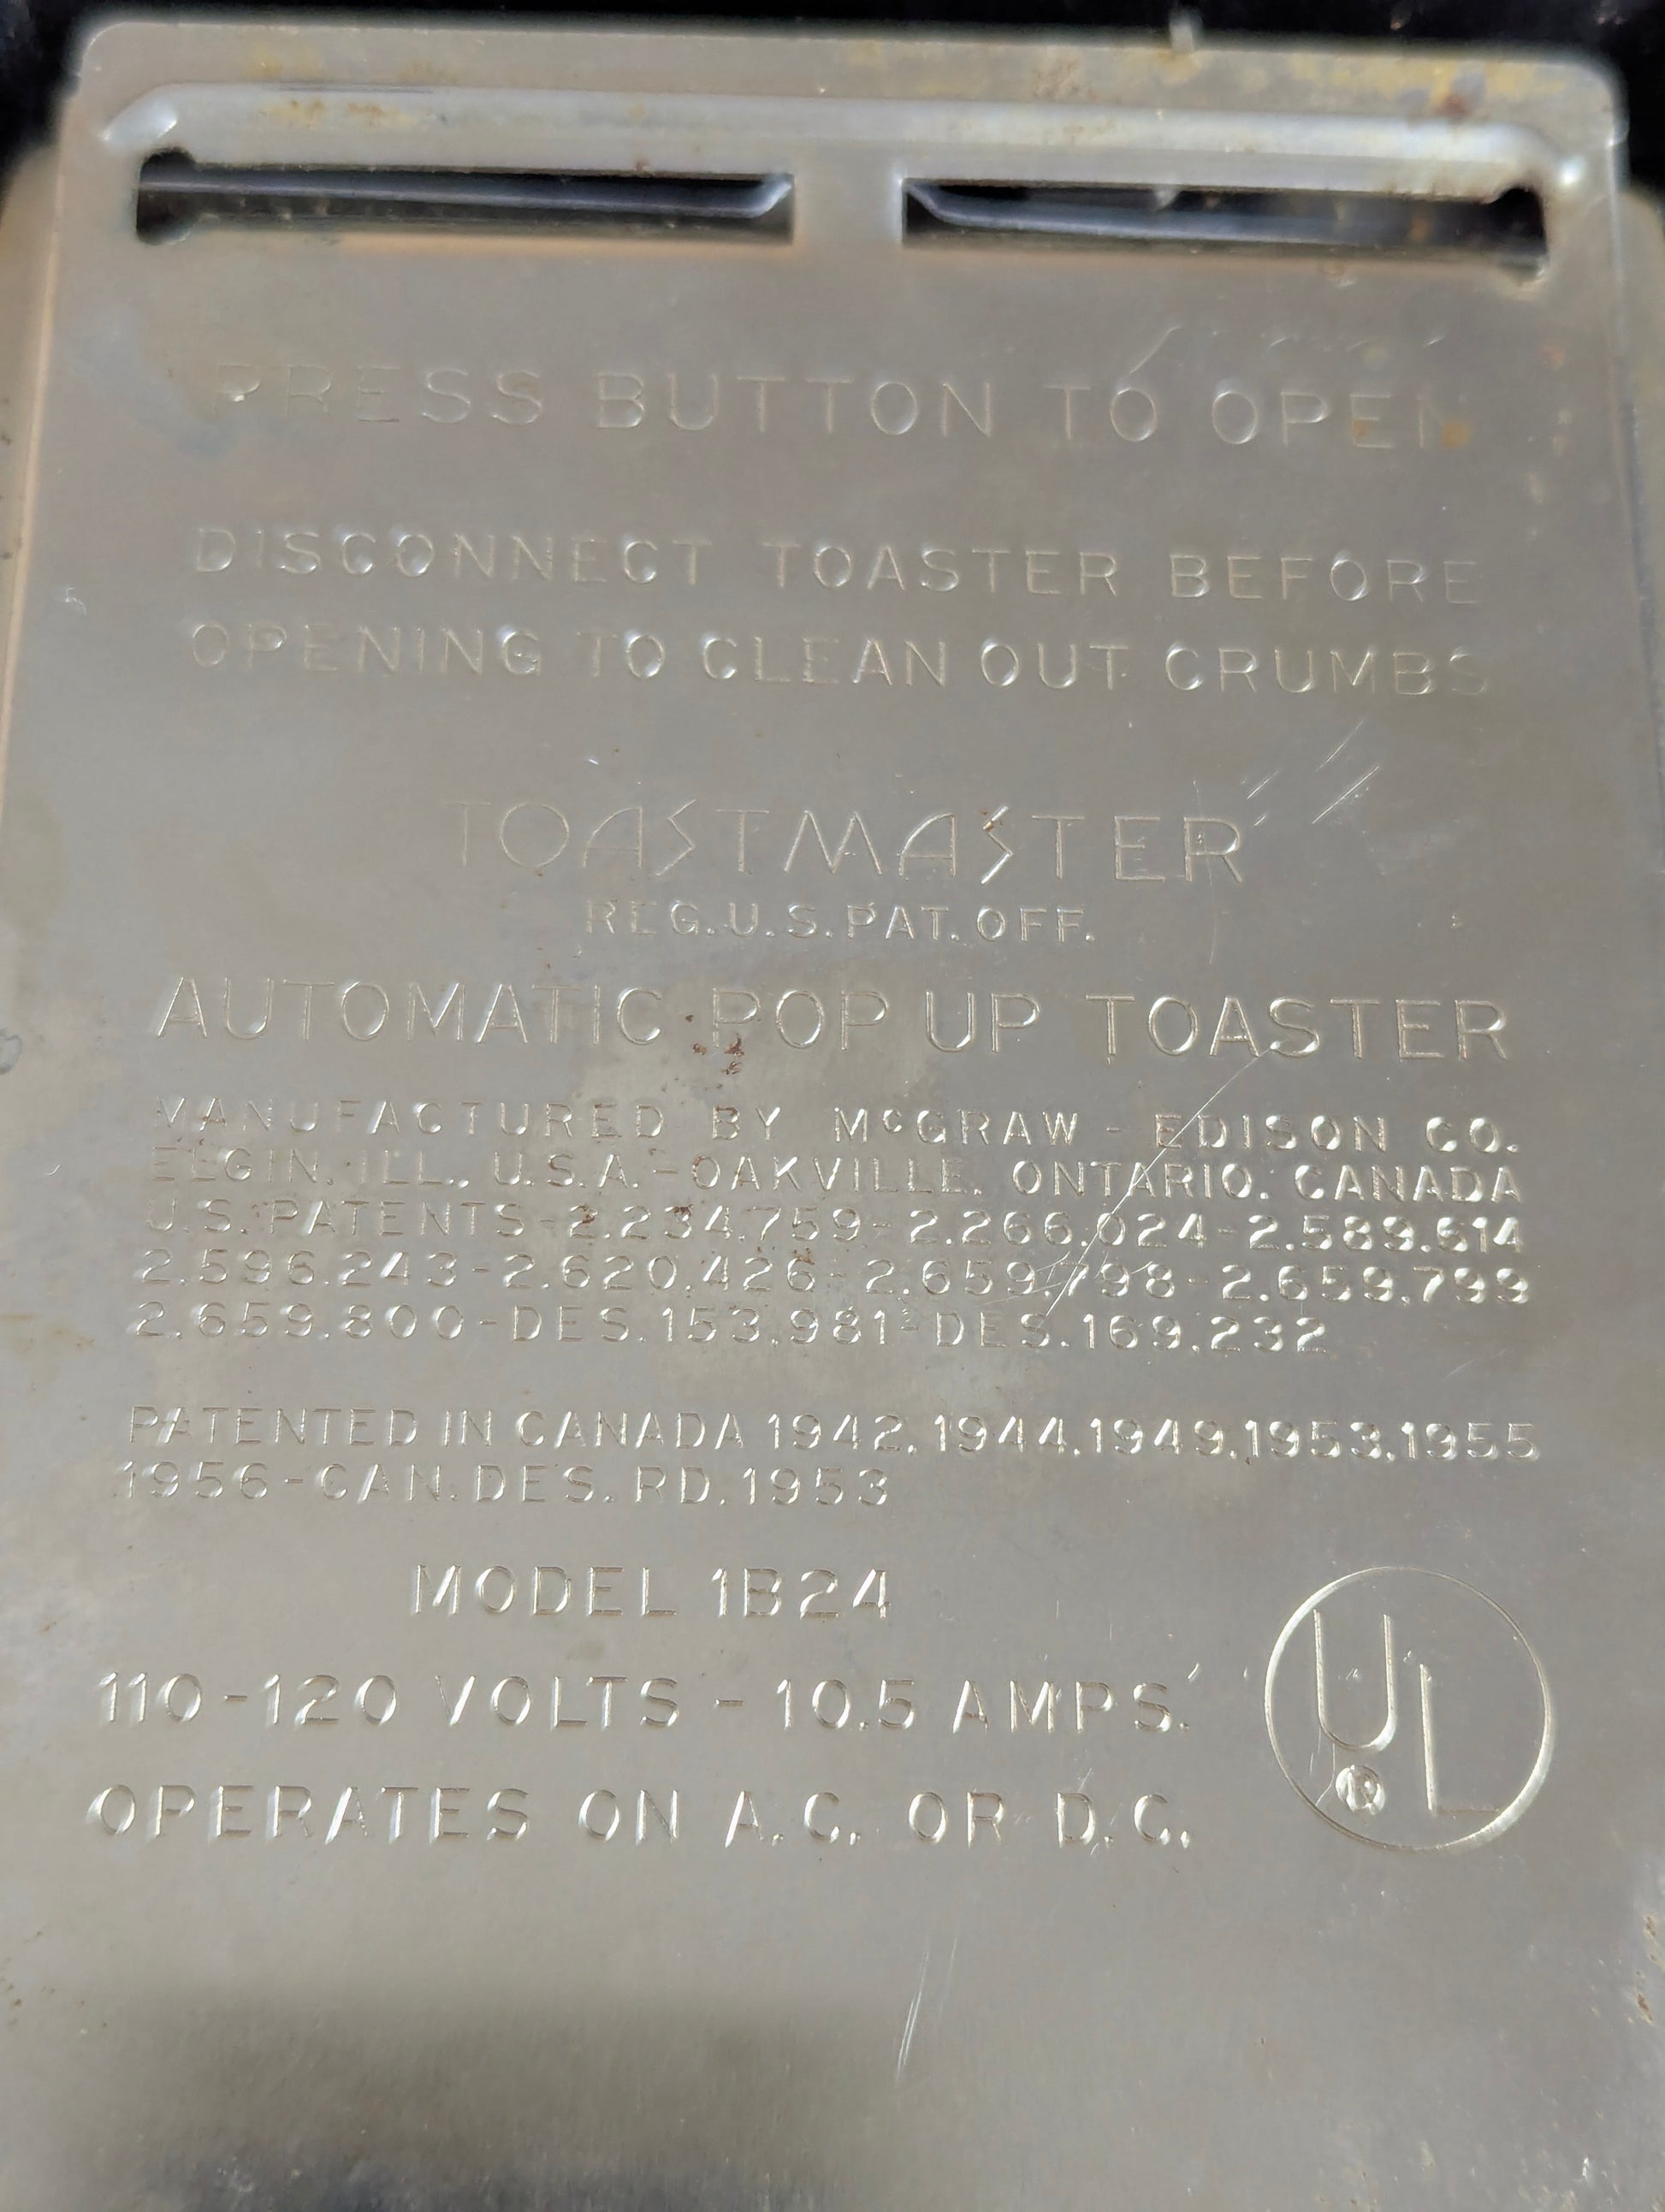 PRESS BUTTON TO OPEN
DISCONNECT TOASTER BEFORE
OPENING TO CLEAN OUT CRUMBS
TOASTMASTER
REG.U.S.PAT.OFF.
AUTOMATIC POP UP TOASTER
MANUFACTURED BY McGRAW-EDISON CO.
ELGIN, ILL., U.S.A.-OAKVILLE, ONTARIO, CANADA
U.S. PATENTS-2,234,759-2,266,024-2,589,614
2,596,243-2,620,426-2,659,798-2,659,799
2,659,800-DES.153,981-DES.169,232
PATENTED IN CANADA 1942,1944,1949,1953,1955
1956-CAN.DES.RD.1953
MODEL 1B24
110-120 VOLTS - 10.5 AMPS.
OPERATES ON A.C. OR D.C.
UL
®